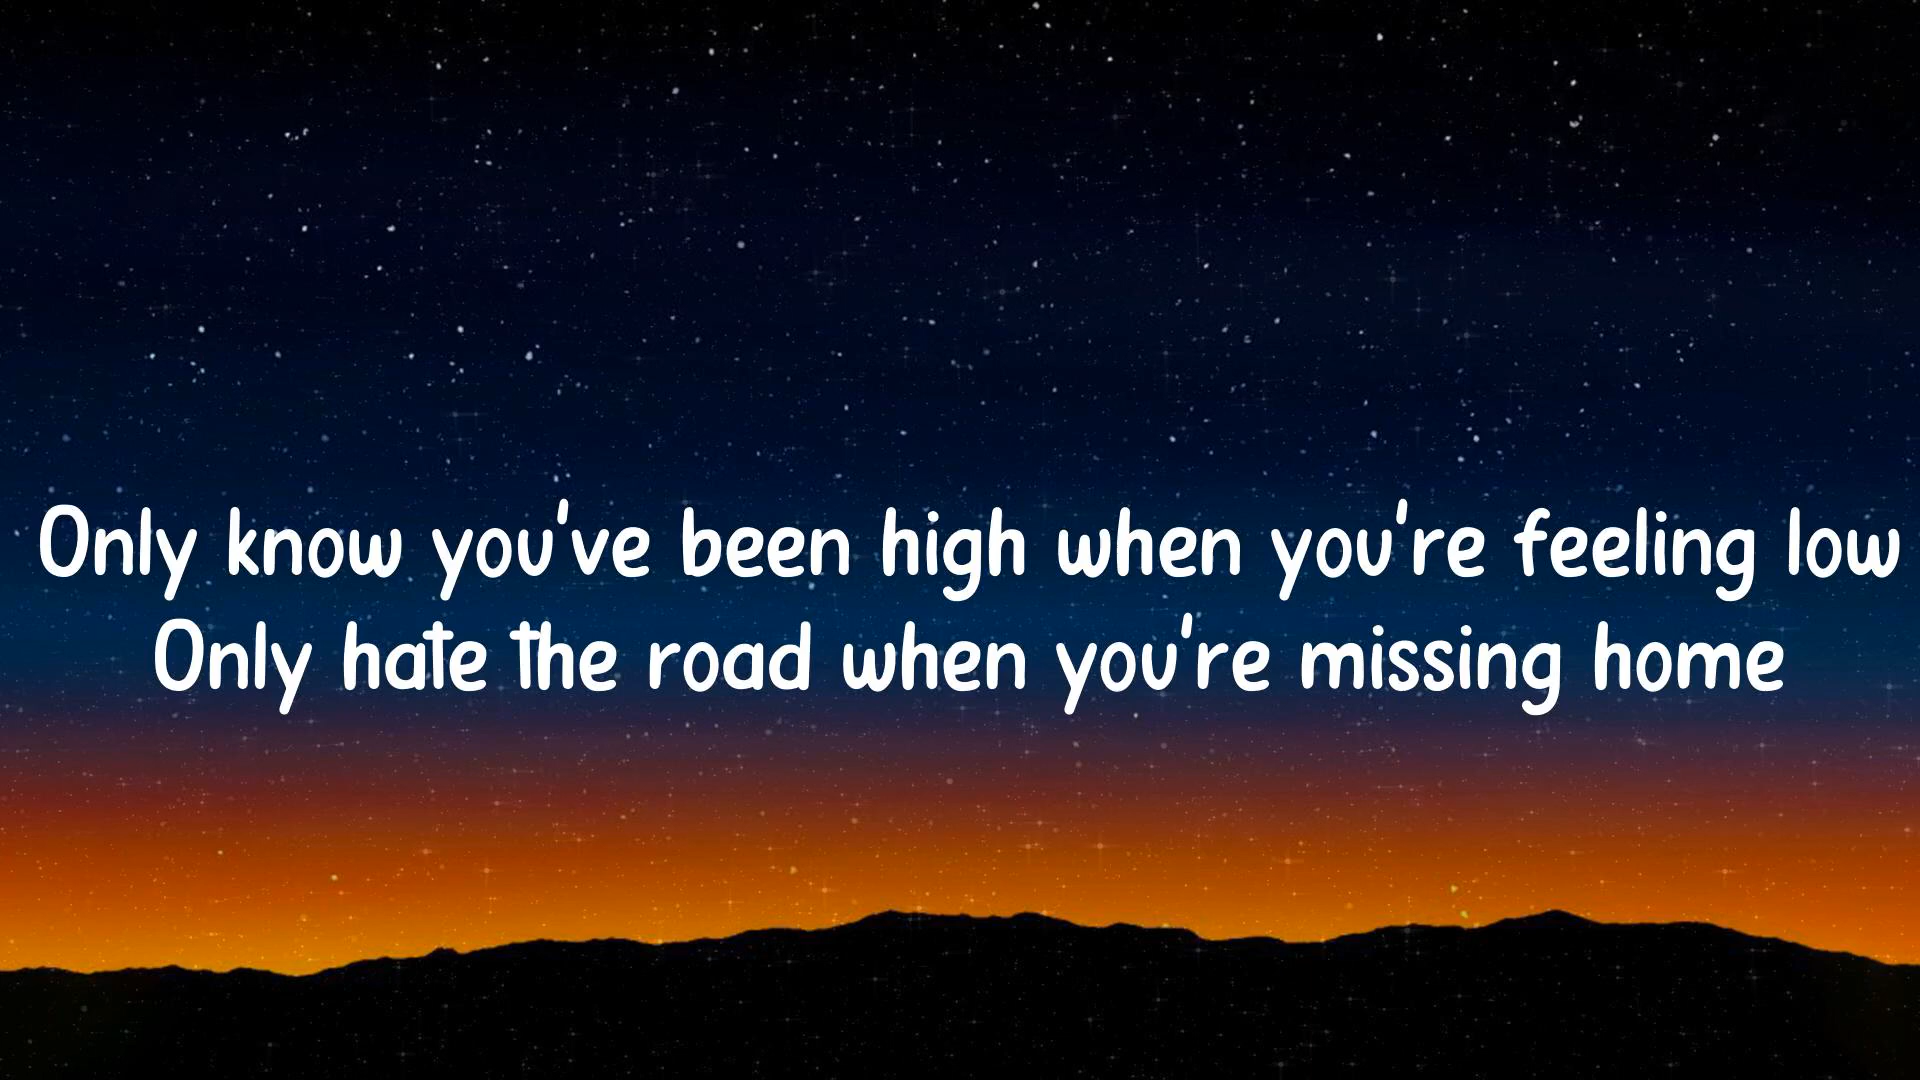 Only know you've been high when you're feeling low
Only hate the road when you're missing home